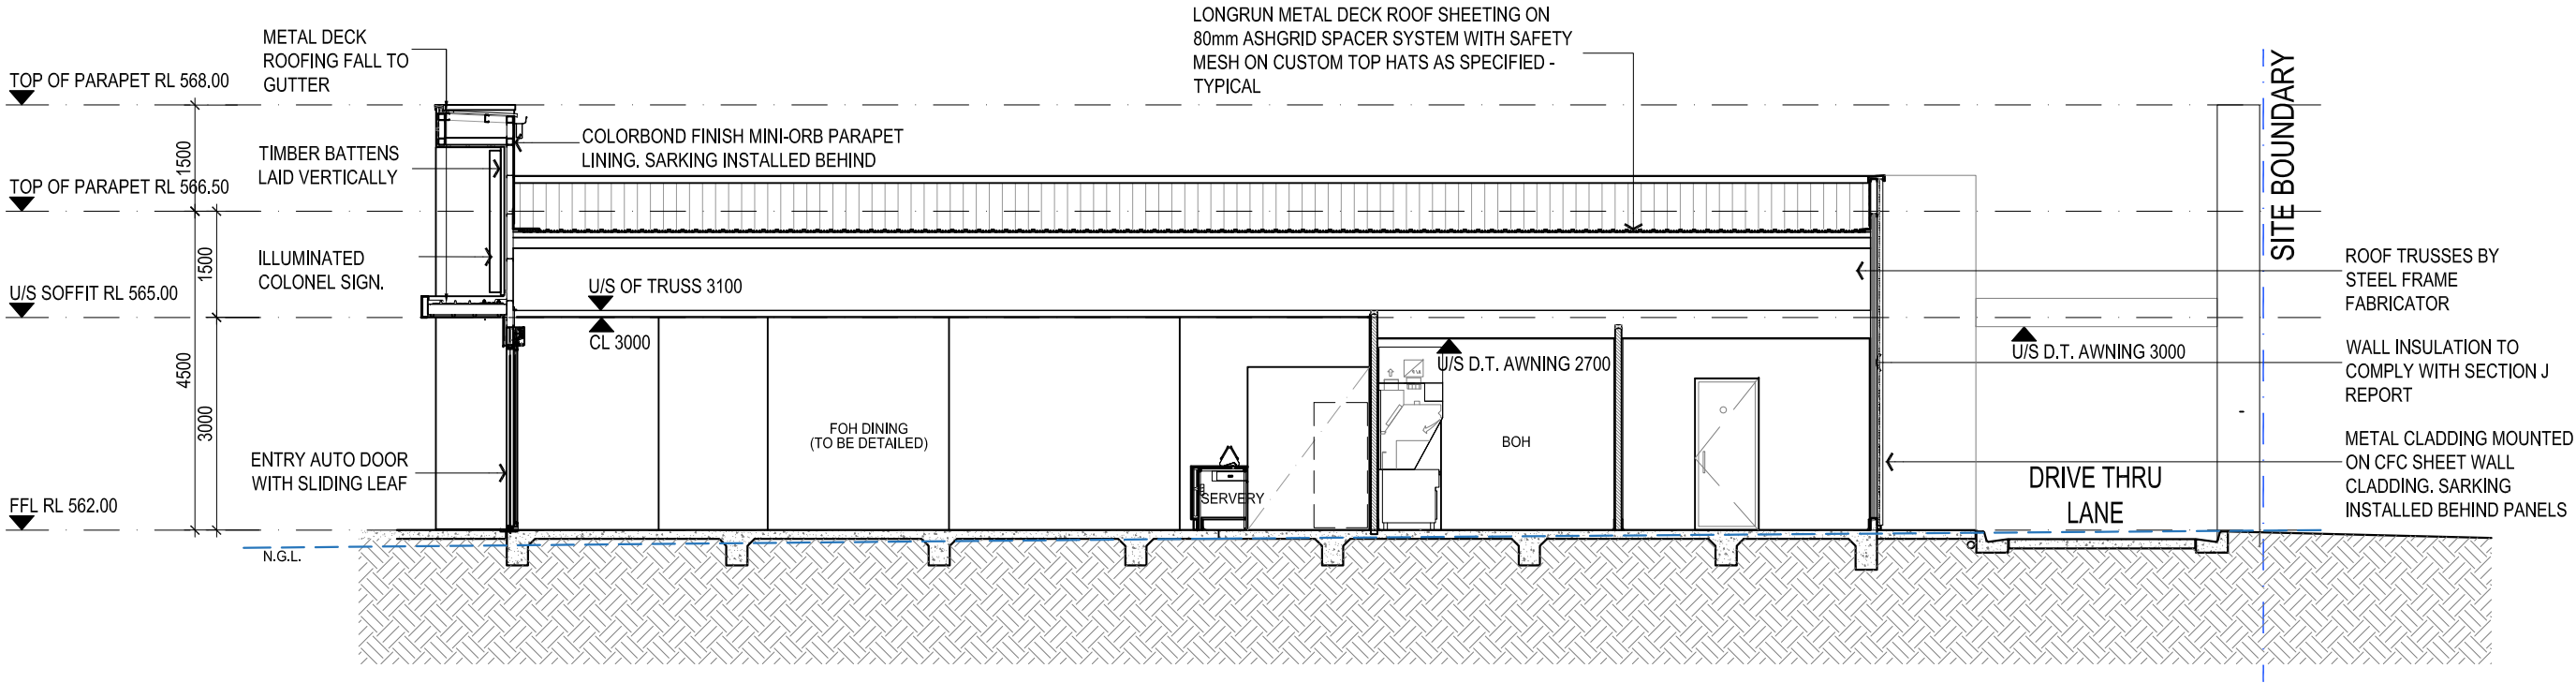 LONGRUN METAL DECK ROOF SHEETING ON
80mm ASHGRID SPACER SYSTEM WITH SAFETY
MESH ON CUSTOM TOP HATS AS SPECIFIED -
TYPICAL
METAL DECK
ROOFING FALL TO
GUTTER
TOP OF PARAPET RL 568.00
SITE BOUNDARY
COLORBOND FINISH MINI-ORB PARAPET
LINING. SARKING INSTALLED BEHIND
1500
TIMBER BATTENS
LAID VERTICALLY
TOP OF PARAPET RL 566.50
ILLUMINATED
COLONEL SIGN.
1500
ROOF TRUSSES BY
STEEL FRAME
FABRICATOR
U/S SOFFIT RL 565.00
U/S OF TRUSS 3100
CL 3000
U/S D.T. AWNING 2700
U/S D.T. AWNING 3000
WALL INSULATION TO
COMPLY WITH SECTION J
REPORT
4500
3000
FOH DINING
(TO BE DETAILED)
BOH
METAL CLADDING MOUNTED
ON CFC SHEET WALL
CLADDING. SARKING
INSTALLED BEHIND PANELS
ENTRY AUTO DOOR
WITH SLIDING LEAF
SERVERY
DRIVE THRU
LANE
FFL RL 562.00
N.G.L.